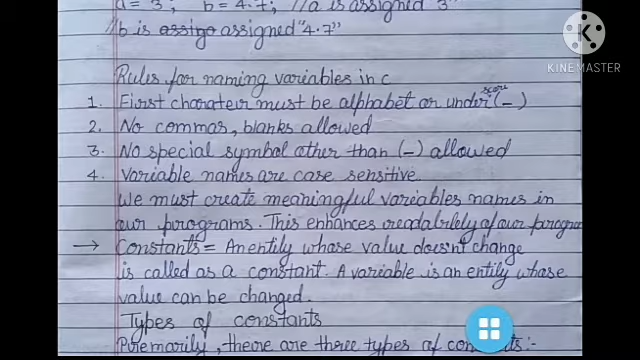 a = 3; b = 4.7; //a is assigned "3"
//b is assigo assigned "4.7"
KINEMASTER
Rules for naming variables in c
1. First charater must be alphabet or underscore (_)
2. No commas, blanks allowed
3. No special symbol other than (_) allowed
4. Variable names are case sensitive.
We must create meaningful variables names in
our programs. This enhances readability of our program
→ Constants = An entity whose value doesn't change
is called as a constant. A variable is an entity whose
value can be changed.
Types of constants
Primarily, there are three types of constants :-